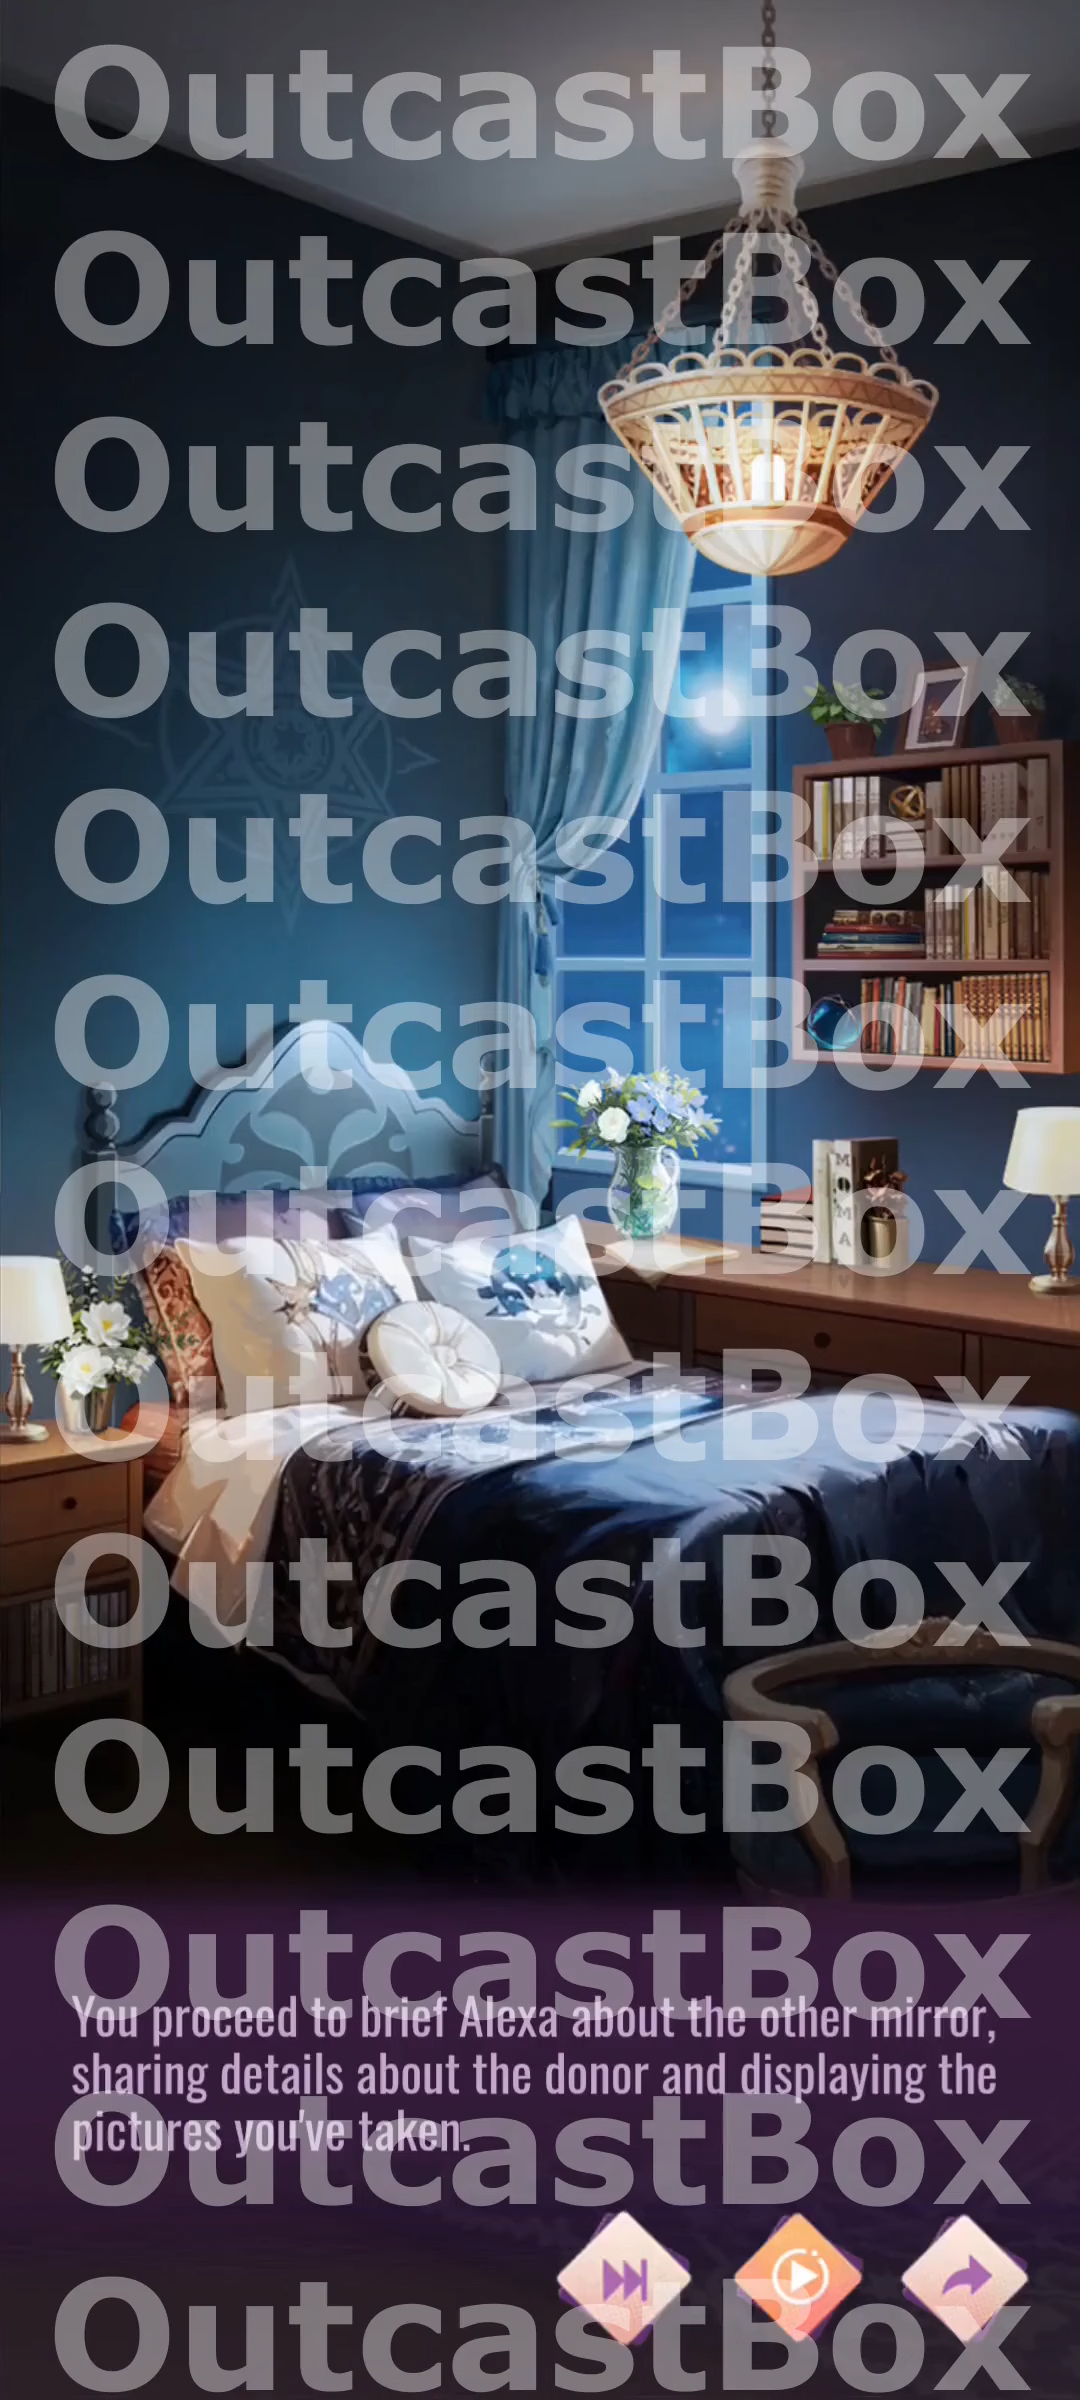 OutcastBox
OutcastBox
OutcastBox
OutcastBox
OutcastBox
OutcastBox
MOMA
OutcastBox
OutcastBox
OutcastBox
OutcastBox
OutcastBox
You proceed to brief Alexa about the other mirror,
sharing details about the donor and displaying the
pictures you've taken.
OutcastBox
OutcastBox